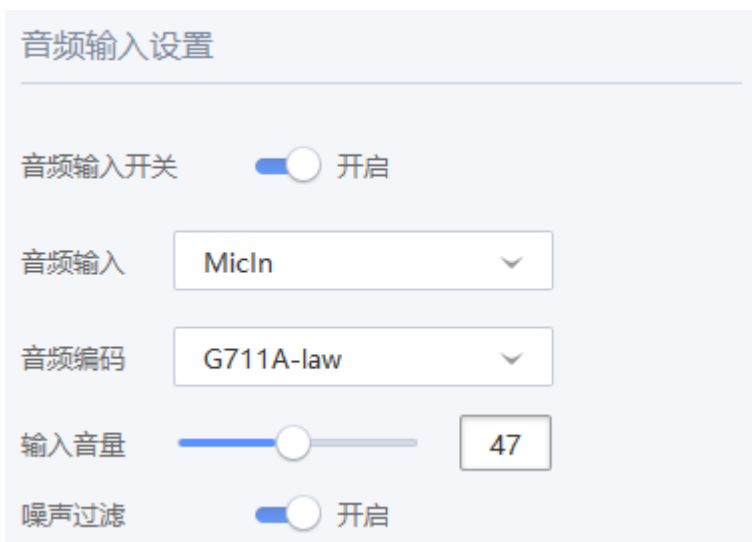 音频输入设置
音频输入开关 开启
音频输入 MicIn
音频编码 G711A-law
输入音量 47
噪声过滤 开启